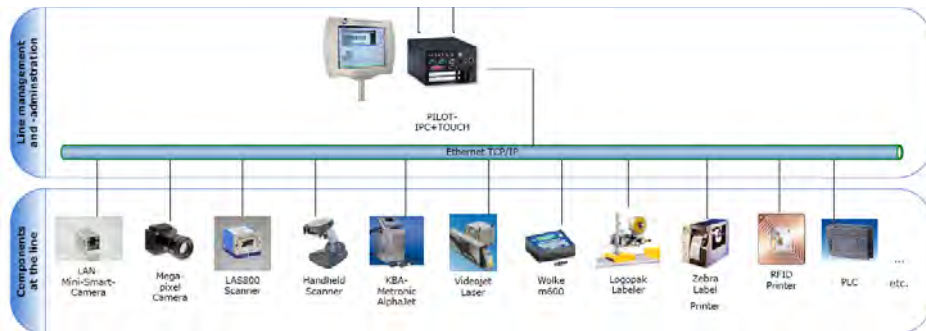 Line management
and -adminstration
PILOT-
IPC+TOUCH
Ethernet TCP/IP
Components
at the line
LAN-
Mini-Smart-
Camera
Mega-
pixel
Camera
LAS800
Scanner
Handheld
Scanner
KBA-
Metronic
AlphaJet
Videojet
Laser
Wolke
m600
Logopak
Labeler
Zebra
Label
Printer
RFID
Printer
PLC
...
etc.